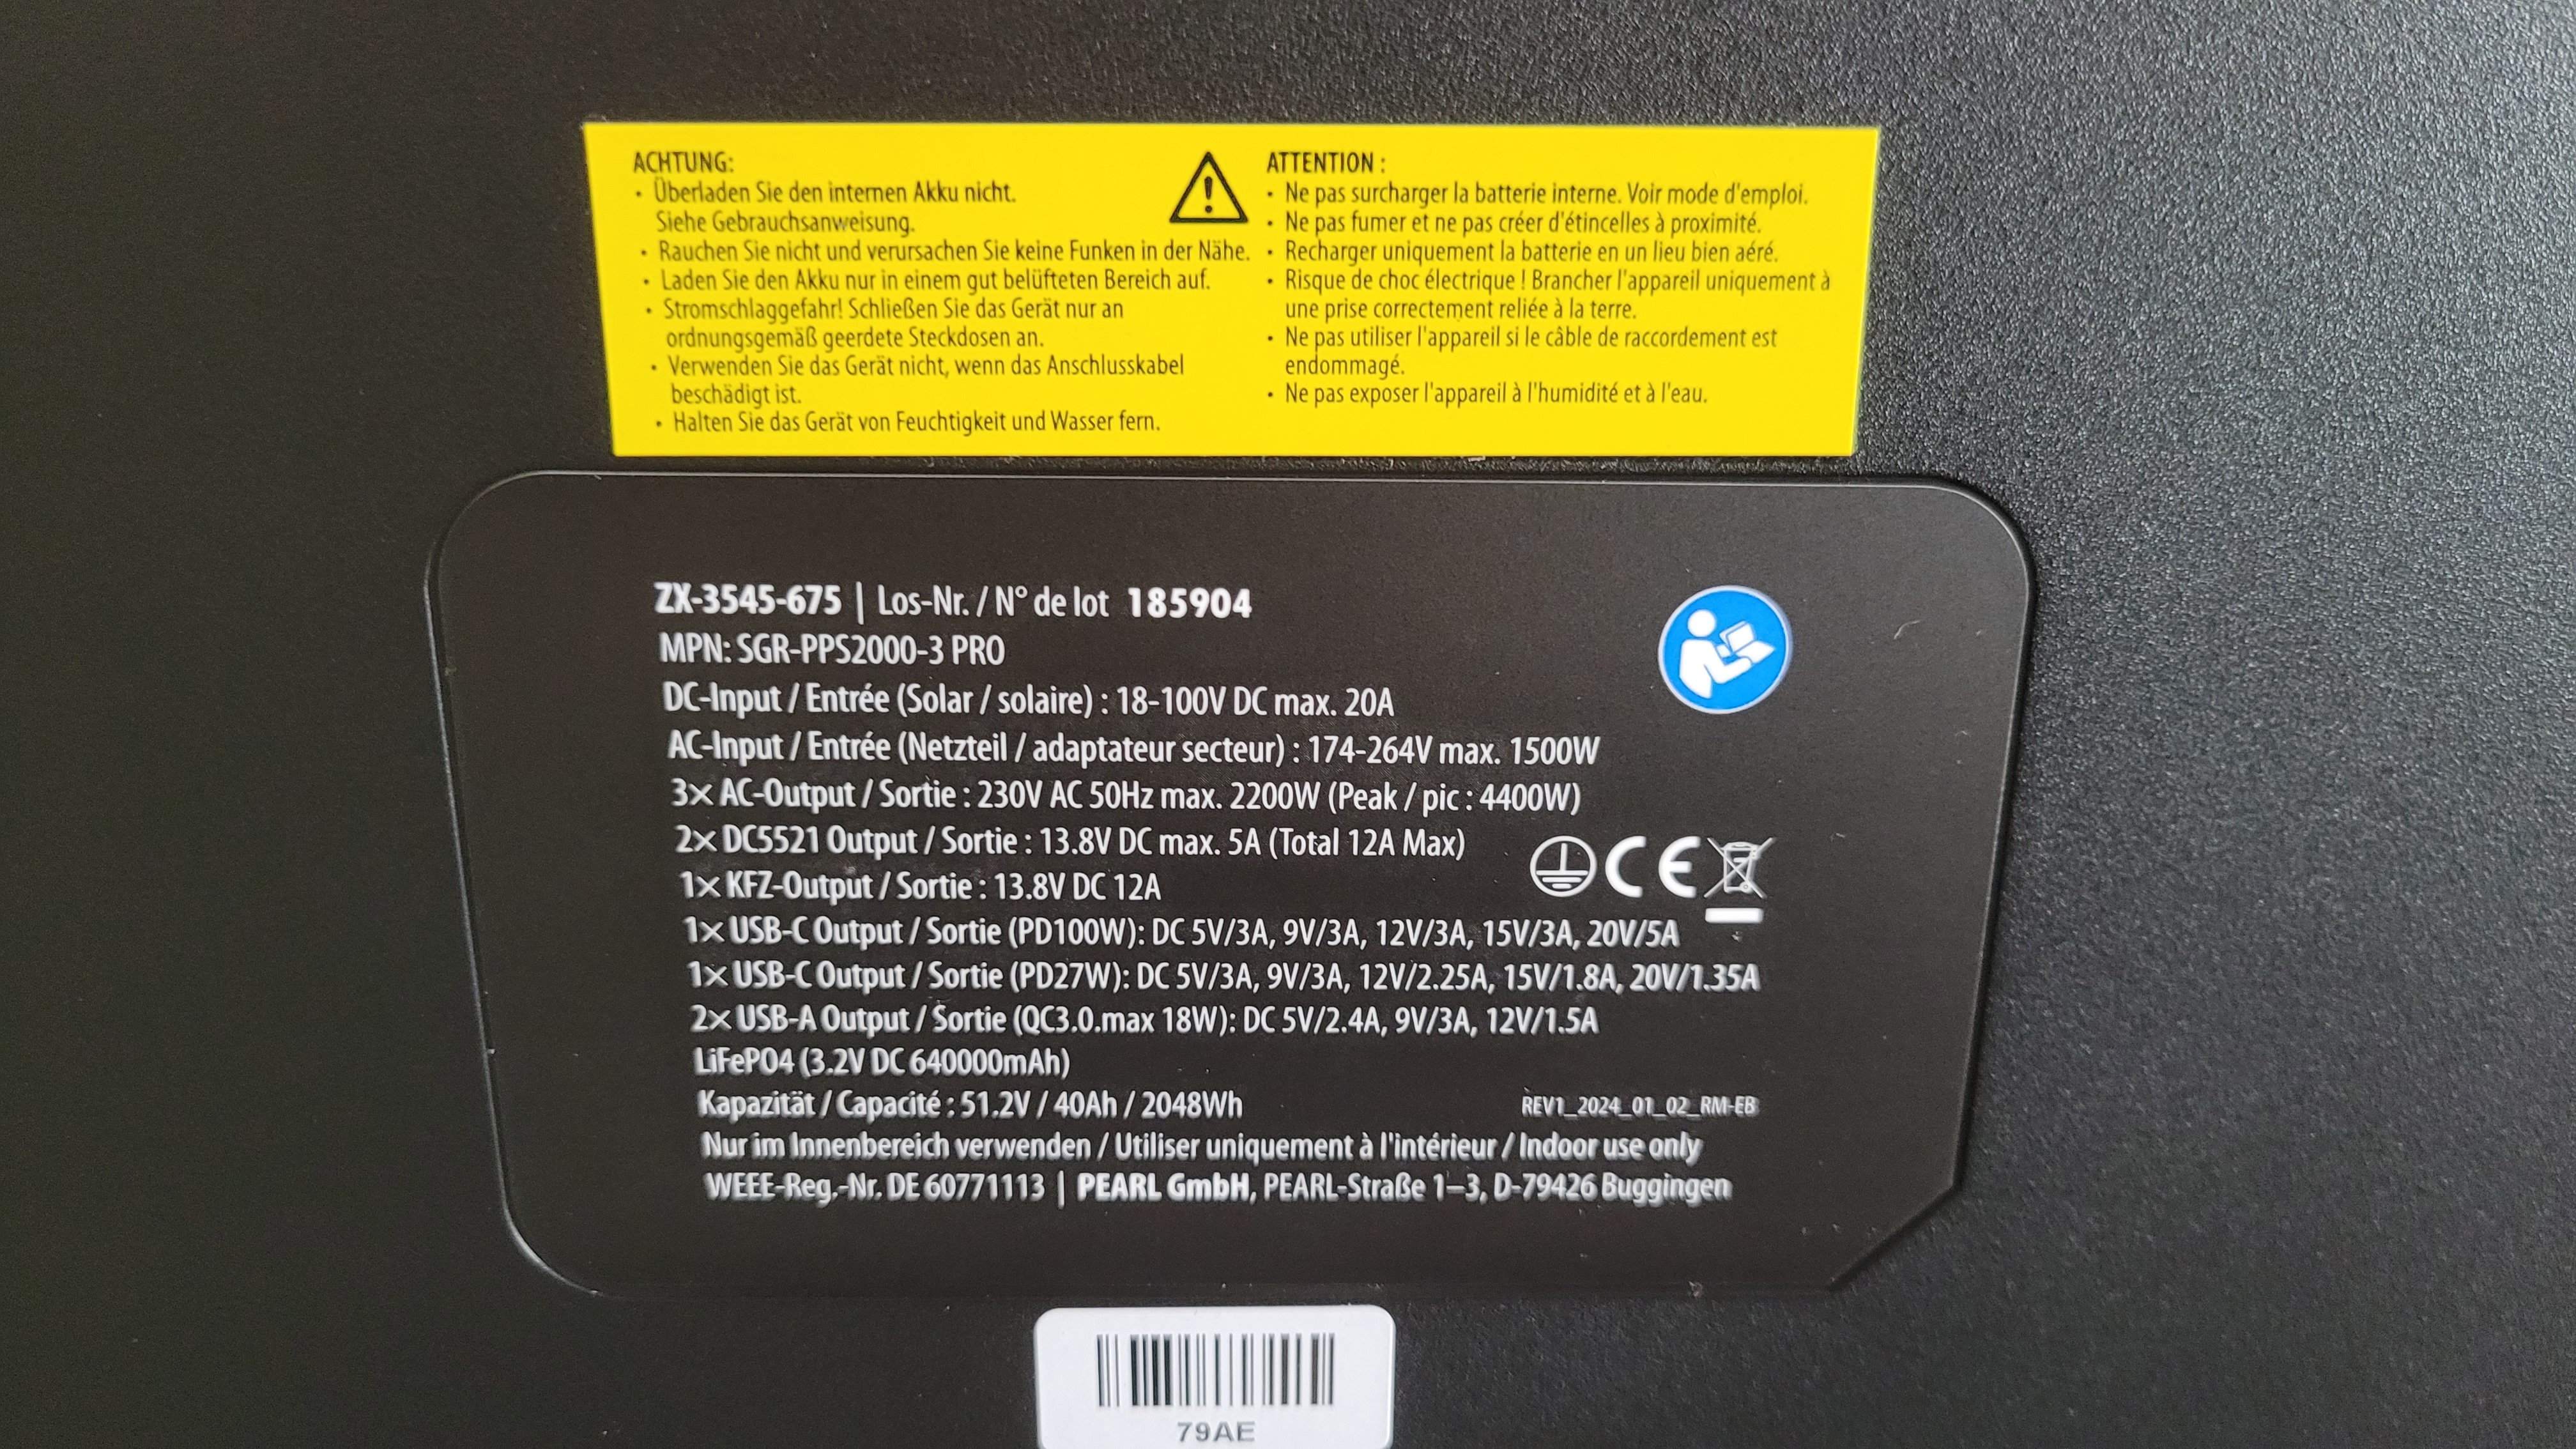 ACHTUNG:
• Überladen Sie den internen Akku nicht.
Siehe Gebrauchsanweisung.
• Rauchen Sie nicht und verursachen Sie keine Funken in der Nähe.
• Laden Sie den Akku nur in einem gut belüfteten Bereich auf.
• Stromschlaggefahr! Schließen Sie das Gerät nur an
ordnungsgemäß geerdete Steckdosen an.
• Verwenden Sie das Gerät nicht, wenn das Anschlusskabel
beschädigt ist.
• Halten Sie das Gerät von Feuchtigkeit und Wasser fern.
ATTENTION :
• Ne pas surcharger la batterie interne. Voir mode d'emploi.
• Ne pas fumer et ne pas créer d'étincelles à proximité.
• Recharger uniquement la batterie en un lieu bien aéré.
• Risque de choc électrique ! Brancher l'appareil uniquement à
une prise correctement reliée à la terre.
• Ne pas utiliser l'appareil si le câble de raccordement est
endommagé.
• Ne pas exposer l'appareil à l'humidité et à l'eau.
ZX-3545-675 | Los-Nr. / N° de lot 185904
MPN: SGR-PPS2000-3 PRO
DC-Input / Entrée (Solar / solaire) : 18-100V DC max. 20A
AC-Input / Entrée (Netzteil / adaptateur secteur) : 174-264V max. 1500W
3× AC-Output / Sortie : 230V AC 50Hz max. 2200W (Peak / pic : 4400W)
2× DC5521 Output / Sortie : 13.8V DC max. 5A (Total 12A Max)
1× KFZ-Output / Sortie : 13.8V DC 12A
CE
1× USB-C Output / Sortie (PD100W): DC 5V/3A, 9V/3A, 12V/3A, 15V/3A, 20V/5A
1× USB-C Output / Sortie (PD27W): DC 5V/3A, 9V/3A, 12V/2.25A, 15V/1.8A, 20V/1.35A
2× USB-A Output / Sortie (QC3.0.max 18W): DC 5V/2.4A, 9V/3A, 12V/1.5A
LiFePO4 (3.2V DC 640000mAh)
Kapazität / Capacité : 51.2V / 40Ah / 2048Wh
REV1_2024_01_02_RM-EB
Nur im Innenbereich verwenden / Utiliser uniquement à l'intérieur / Indoor use only
WEEE-Reg.-Nr. DE 60771113 | PEARL GmbH, PEARL-Straße 1–3, D-79426 Buggingen
79AE